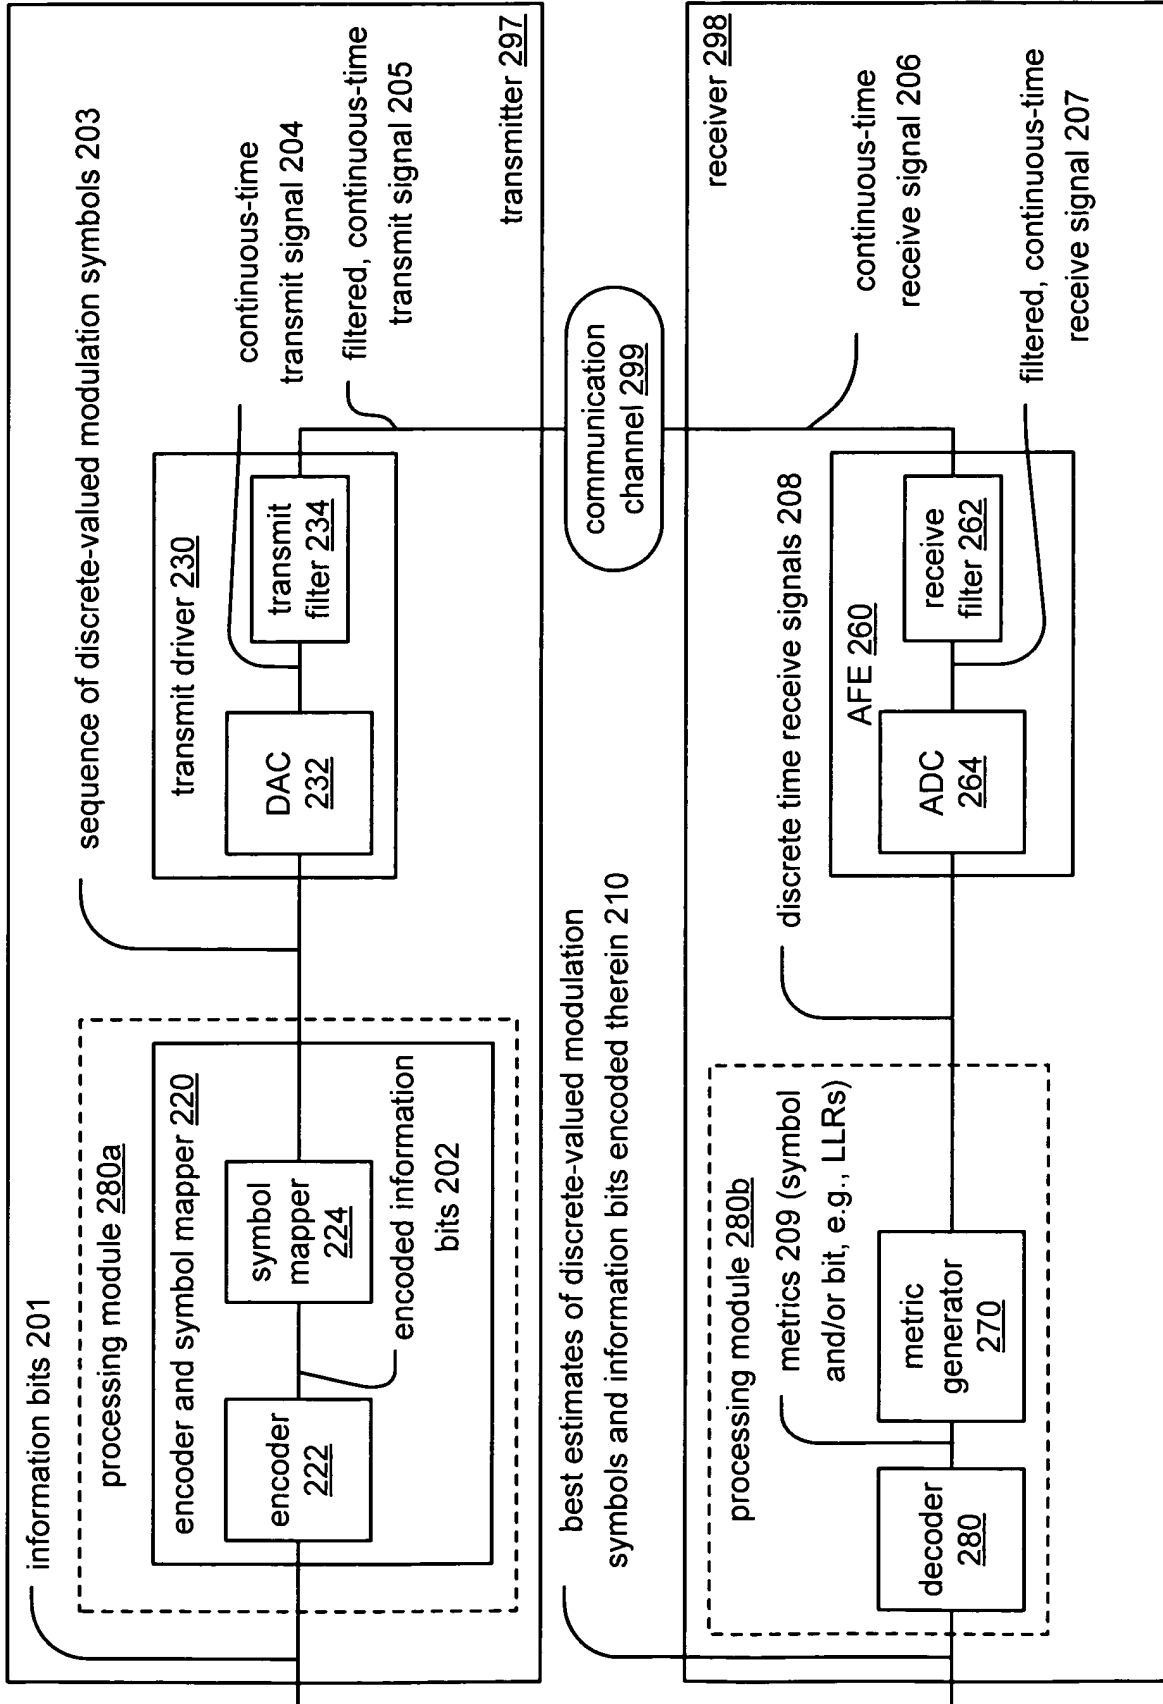 information bits 201
processing module 280a
encoder and symbol mapper 220
encoder
222
symbol
mapper
224
encoded information
bits 202
sequence of discrete-valued modulation symbols 203
transmit driver 230
DAC
232
transmit
filter 234
continuous-time
transmit signal 204
filtered, continuous-time
transmit signal 205
transmitter 297
communication
channel 299
best estimates of discrete-valued modulation
symbols and information bits encoded therein 210
processing module 280b
metrics 209 (symbol
and/or bit, e.g., LLRs)
decoder
280
metric
generator
270
discrete time receive signals 208
AFE 260
ADC
264
receive
filter 262
receiver 298
continuous-time
receive signal 206
filtered, continuous-time
receive signal 207